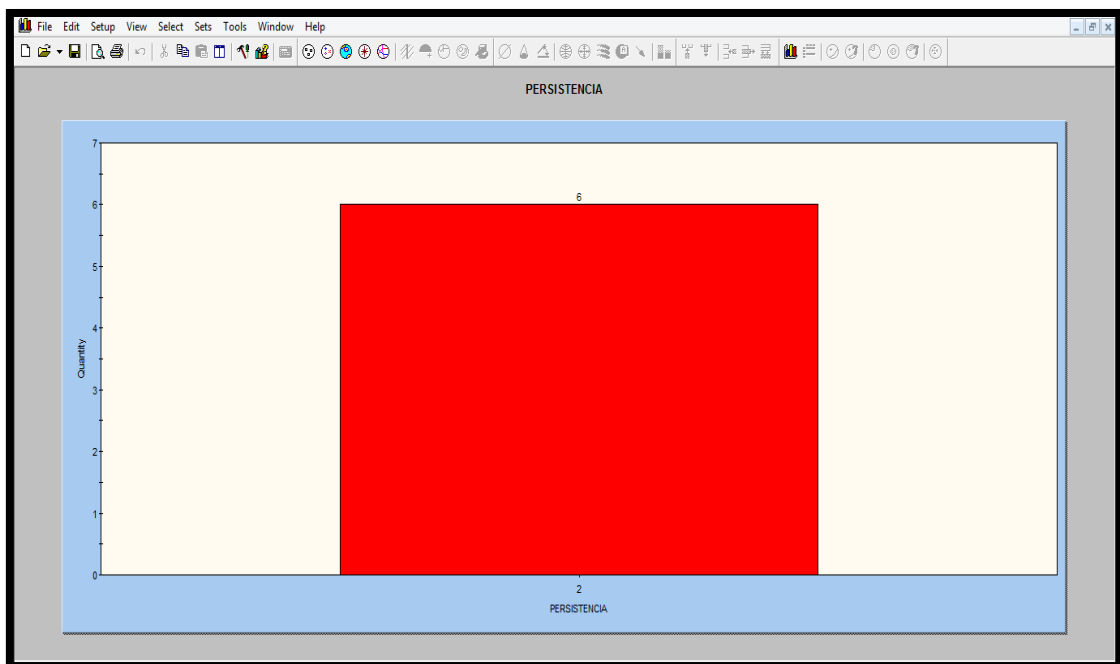 File Edit Setup View Select Sets Tools Window Help
PERSISTENCIA
7
6
6
5
4
Quantity
3
2
1
0
2
PERSISTENCIA